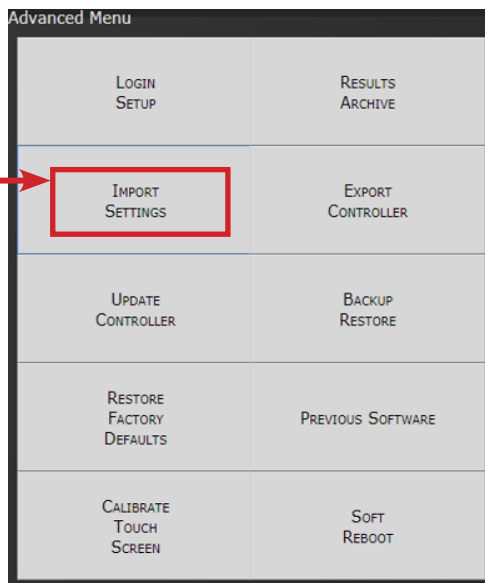 Advanced Menu
Login
Setup
Results
Archive
Import
Settings
Export
Controller
Update
Controller
Backup
Restore
Restore
Factory
Defaults
Previous Software
Calibrate
Touch
Screen
Soft
Reboot